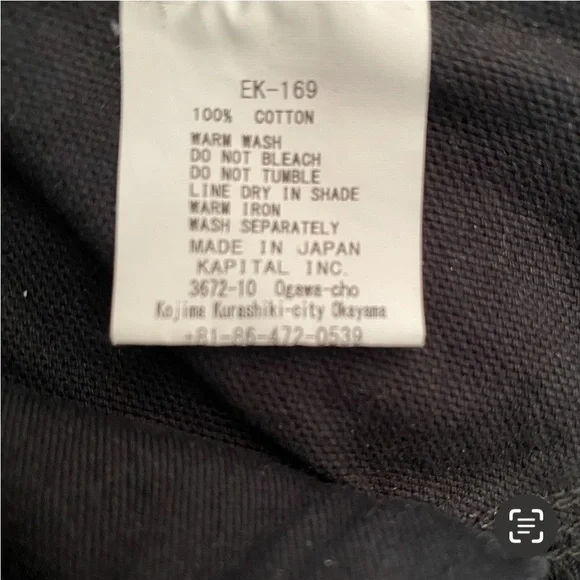 EK-169
100% COTTON
WARM WASH
DO NOT BLEACH
DO NOT TUMBLE
LINE DRY IN SHADE
WARM IRON
WASH SEPARATELY
MADE IN JAPAN
KAPITAL INC.
3672-10 Ogawa-cho
Kojima Kurashiki-city Okayama
+81-86-472-0539